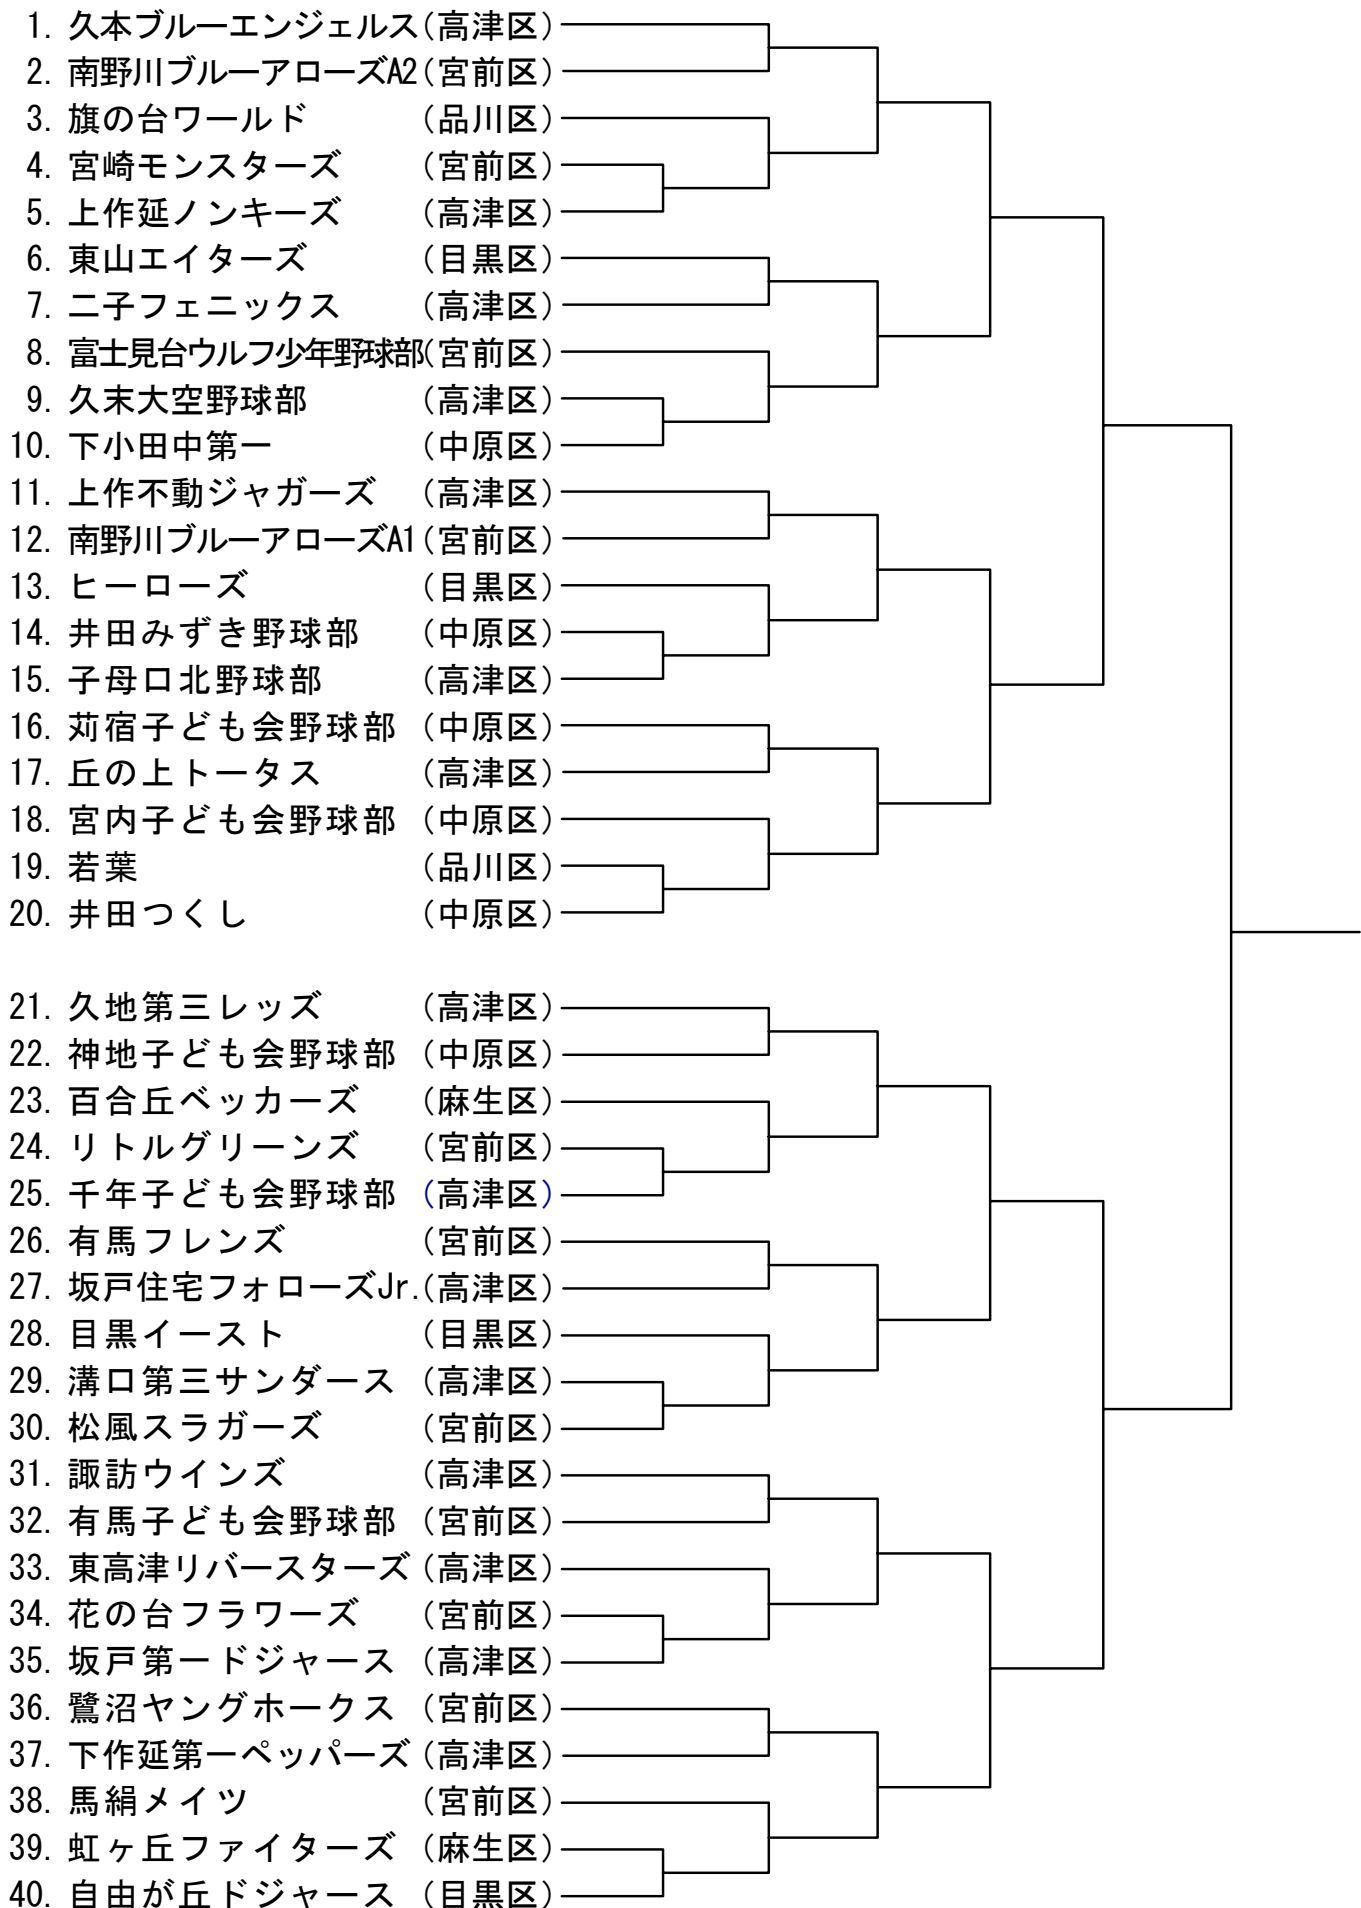 1. 久本ブルーエンジェルス(高津区)
2. 南野川ブルーアローズA2(宮前区)
3. 旗の台ワールド (品川区)
4. 宮崎モンスターズ (宮前区)
5. 上作延ノンキーズ (高津区)
6. 東山エイターズ (目黒区)
7. 二子フェニックス (高津区)
8. 富士見台ウルフ少年野球部(宮前区)
9. 久末大空野球部 (高津区)
10. 下小田中第一 (中原区)
11. 上作不動ジャガーズ (高津区)
12. 南野川ブルーアローズA1(宮前区)
13. ヒーローズ (目黒区)
14. 井田みずき野球部 (中原区)
15. 子母口北野球部 (高津区)
16. 苅宿子ども会野球部 (中原区)
17. 丘の上トータス (高津区)
18. 宮内子ども会野球部 (中原区)
19. 若葉 (品川区)
20. 井田つくし (中原区)
21. 久地第三レッズ (高津区)
22. 神地子ども会野球部 (中原区)
23. 百合丘ベッカーズ (麻生区)
24. リトルグリーンズ (宮前区)
25. 千年子ども会野球部 (高津区)
26. 有馬フレンズ (宮前区)
27. 坂戸住宅フォローズJr.(高津区)
28. 目黒イースト (目黒区)
29. 溝口第三サンダース (高津区)
30. 松風スラガーズ (宮前区)
31. 諏訪ウインズ (高津区)
32. 有馬子ども会野球部 (宮前区)
33. 東高津リバースターズ (高津区)
34. 花の台フラワーズ (宮前区)
35. 坂戸第一ドジャース (高津区)
36. 鷺沼ヤングホークス (宮前区)
37. 下作延第一ペッパーズ (高津区)
38. 馬絹メイツ (宮前区)
39. 虹ヶ丘ファイターズ (麻生区)
40. 自由が丘ドジャース (目黒区)